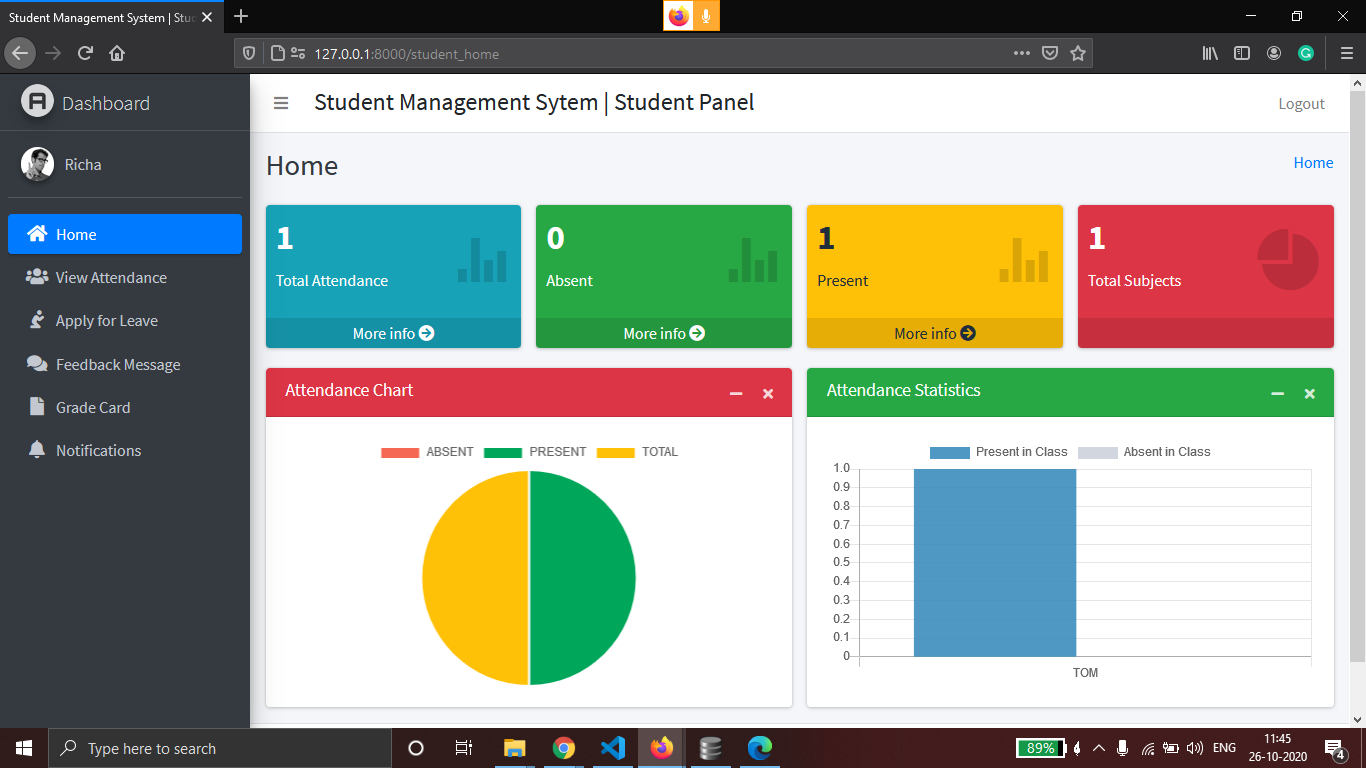 Student Management System | Stud
127.0.0.1:8000/student_home
Dashboard
Student Management Sytem | Student Panel
Logout
Richa
Home
View Attendance
Apply for Leave
Feedback Message
Grade Card
Notifications
Home
Home
1
Total Attendance
More info
0
Absent
More info
1
Present
More info
1
Total Subjects
Attendance Chart
ABSENT PRESENT TOTAL
Attendance Statistics
Present in Class Absent in Class
1.0
0.9
0.8
0.7
0.6
0.5
0.4
0.3
0.2
0.1
0
TOM
Type here to search
89%
ENG
11:45
26-10-2020
4